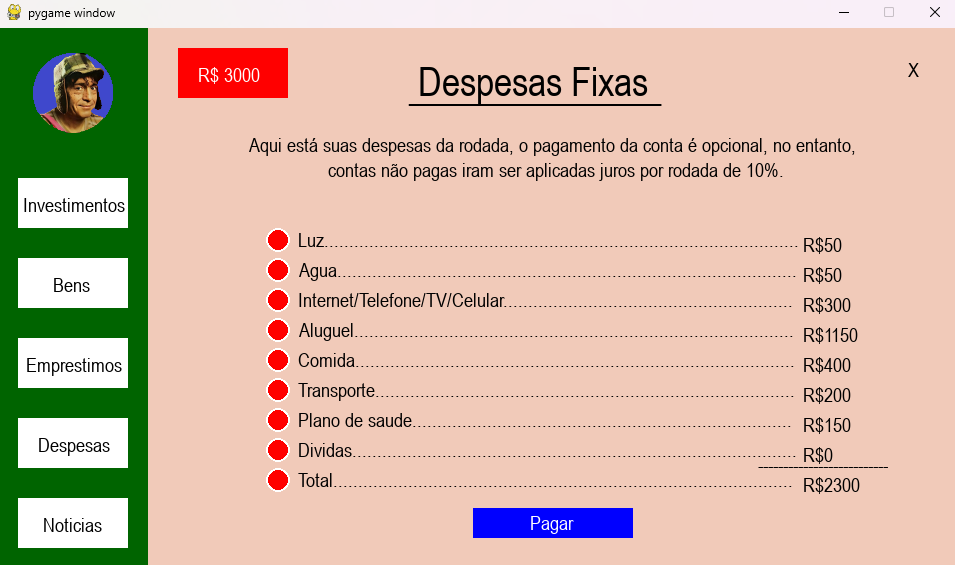 pygame window
R$ 3000
Despesas Fixas
X
Aqui está suas despesas da rodada, o pagamento da conta é opcional, no entanto,
contas não pagas iram ser aplicadas juros por rodada de 10%.
Investimentos
Bens
Emprestimos
Despesas
Noticias
Luz............................................................................................... R$50
Agua............................................................................................ R$50
Internet/Telefone/TV/Celular.......................................................... R$300
Aluguel........................................................................................ R$1150
Comida........................................................................................ R$400
Transporte.................................................................................... R$200
Plano de saude............................................................................ R$150
Dividas......................................................................................... R$0
--------------------------
Total............................................................................................ R$2300
Pagar